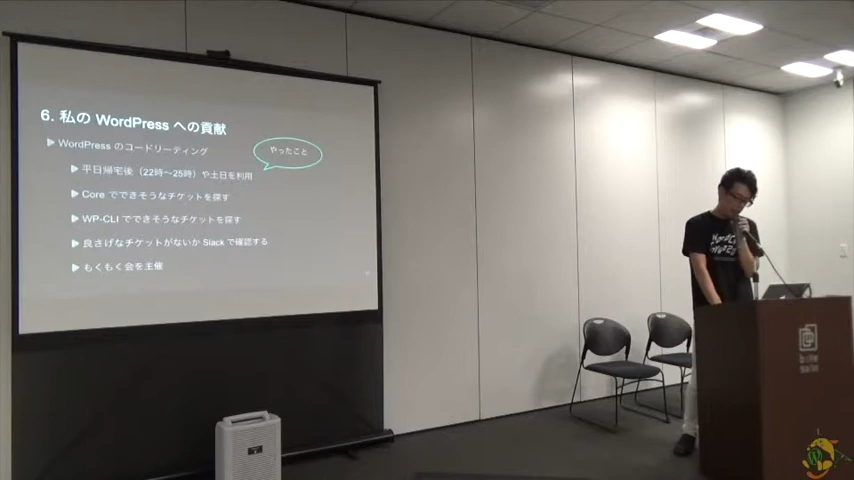 6. 私の WordPress への貢献
やったこと
WordPress のコードリーティング
平日帰宅後（22時〜25時）や土日を利用
Core でできそうなチケットを探す
WP-CLI でできそうなチケットを探す
良さげなチケットがないか Slack で確認する
もくもく会を主催